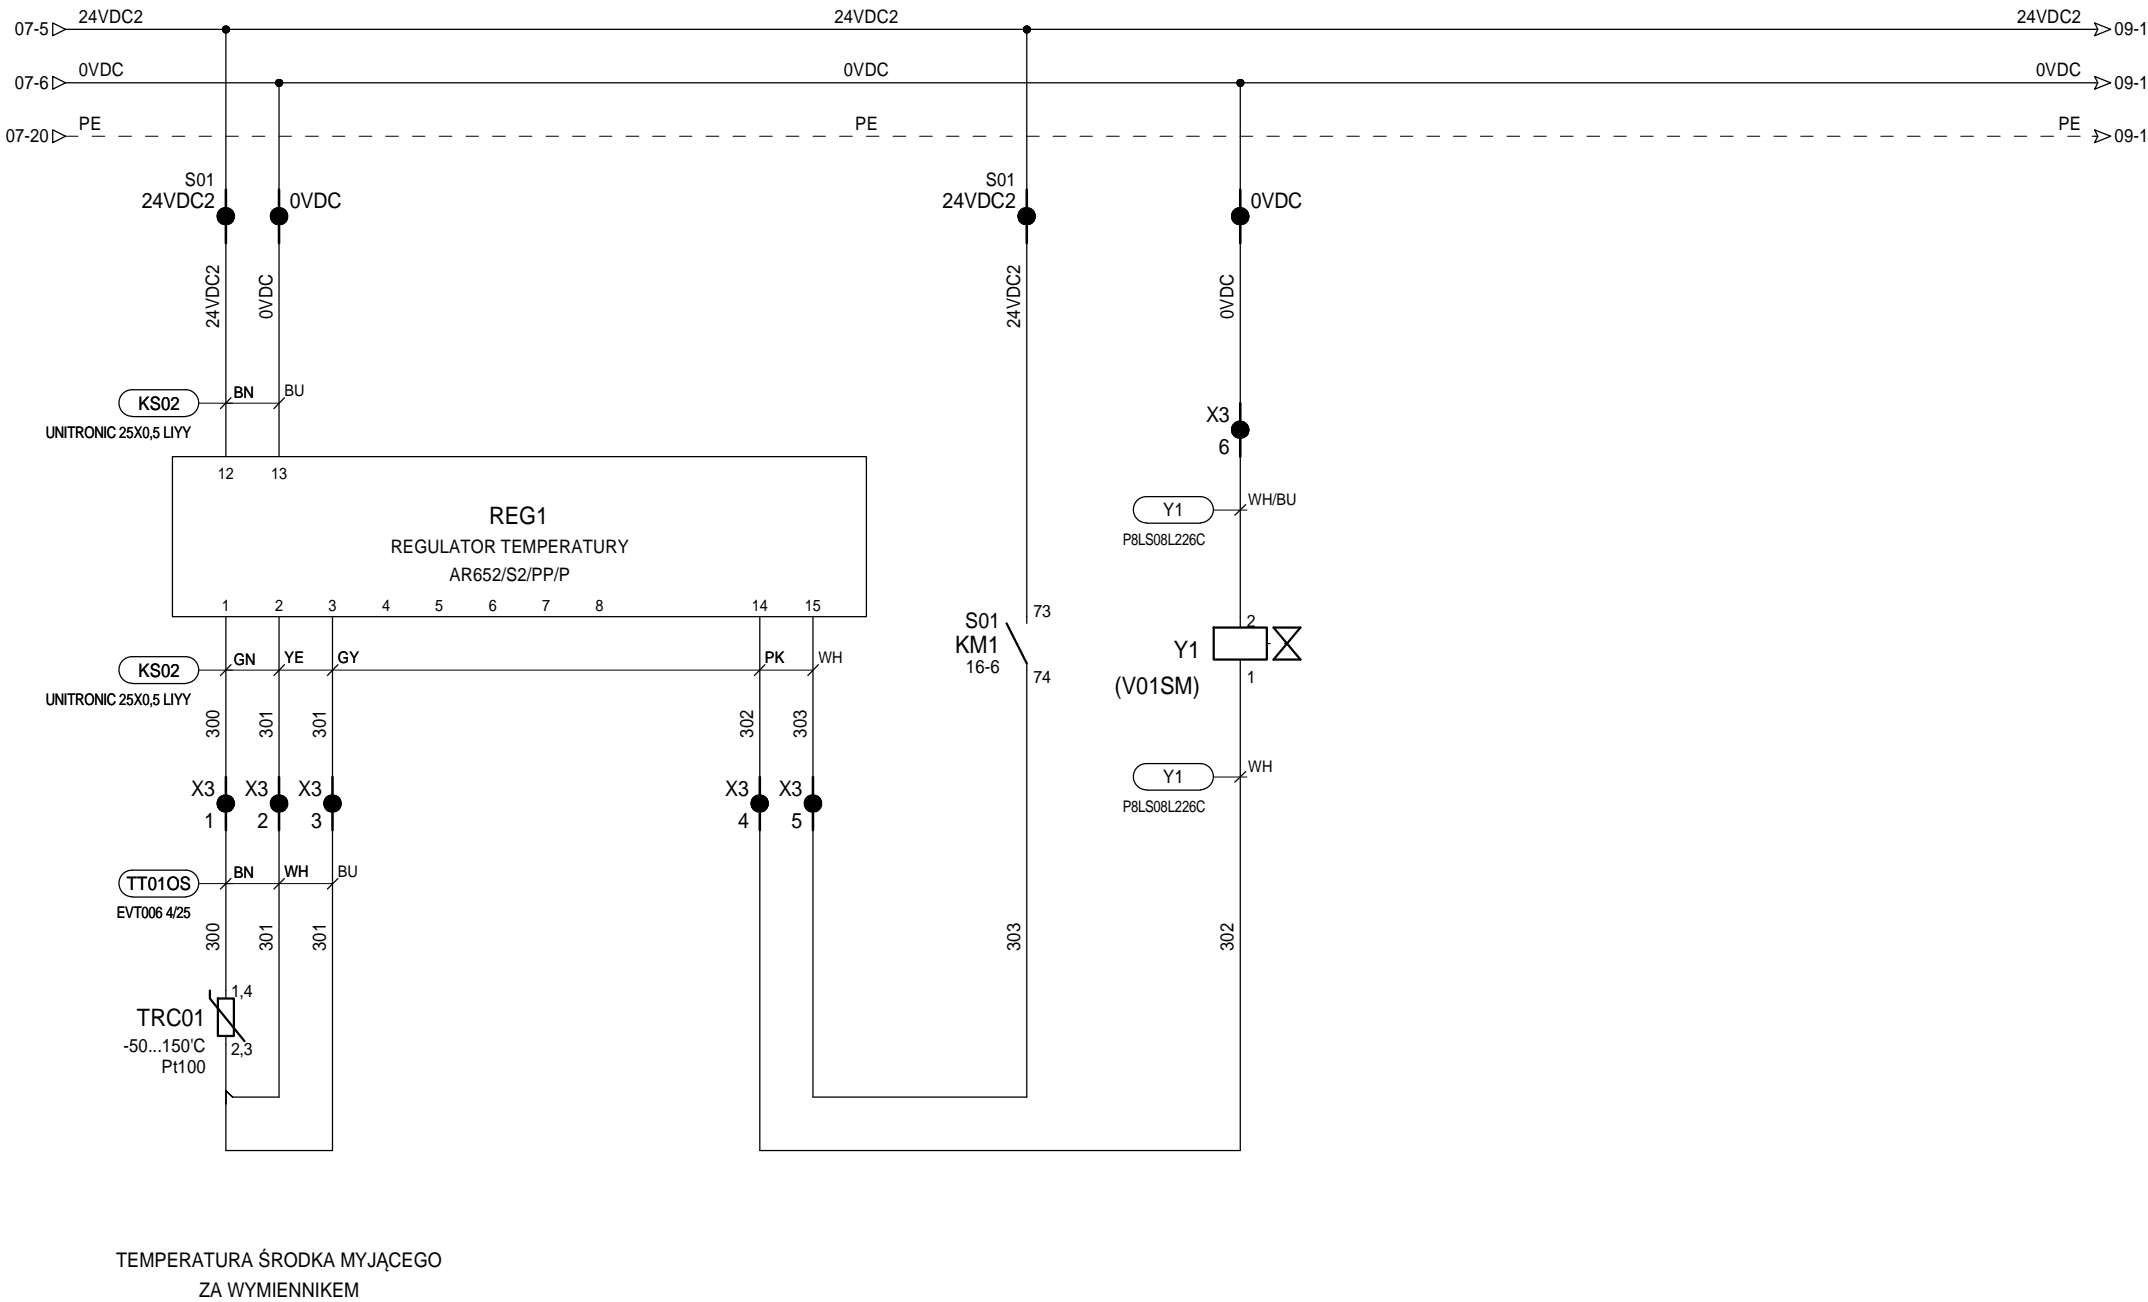 24VDC2 24VDC2 24VDC2
07-5 09-1
0VDC 0VDC 0VDC
07-6 09-1
PE PE PE
07-20 09-1
S01 S01
24VDC2 0VDC 24VDC2 0VDC
24VDC2 0VDC 24VDC2 0VDC
KS02 BN BU
UNITRONIC 25X0,5 LIYY
X3
6
12 13
Y1 WH/BU
P8LS08L226C
REG1
REGULATOR TEMPERATURY
AR652/S2/PP/P
1 2 3 4 5 6 7 8 14 15
S01 73
KM1
16-6
74
2
Y1
(V01SM)
1
KS02 GN YE GY PK WH
UNITRONIC 25X0,5 LIYY
300 301 301 302 303
Y1 WH
P8LS08L226C
X3 X3 X3 X3 X3
1 2 3 4 5
TT01OS BN WH BU
EVT006 4/25
300 301 301 303 302
1,4
TRC01
-50...150'C 2,3
Pt100
TEMPERATURA ŚRODKA MYJĄCEGO
ZA WYMIENNIKEM